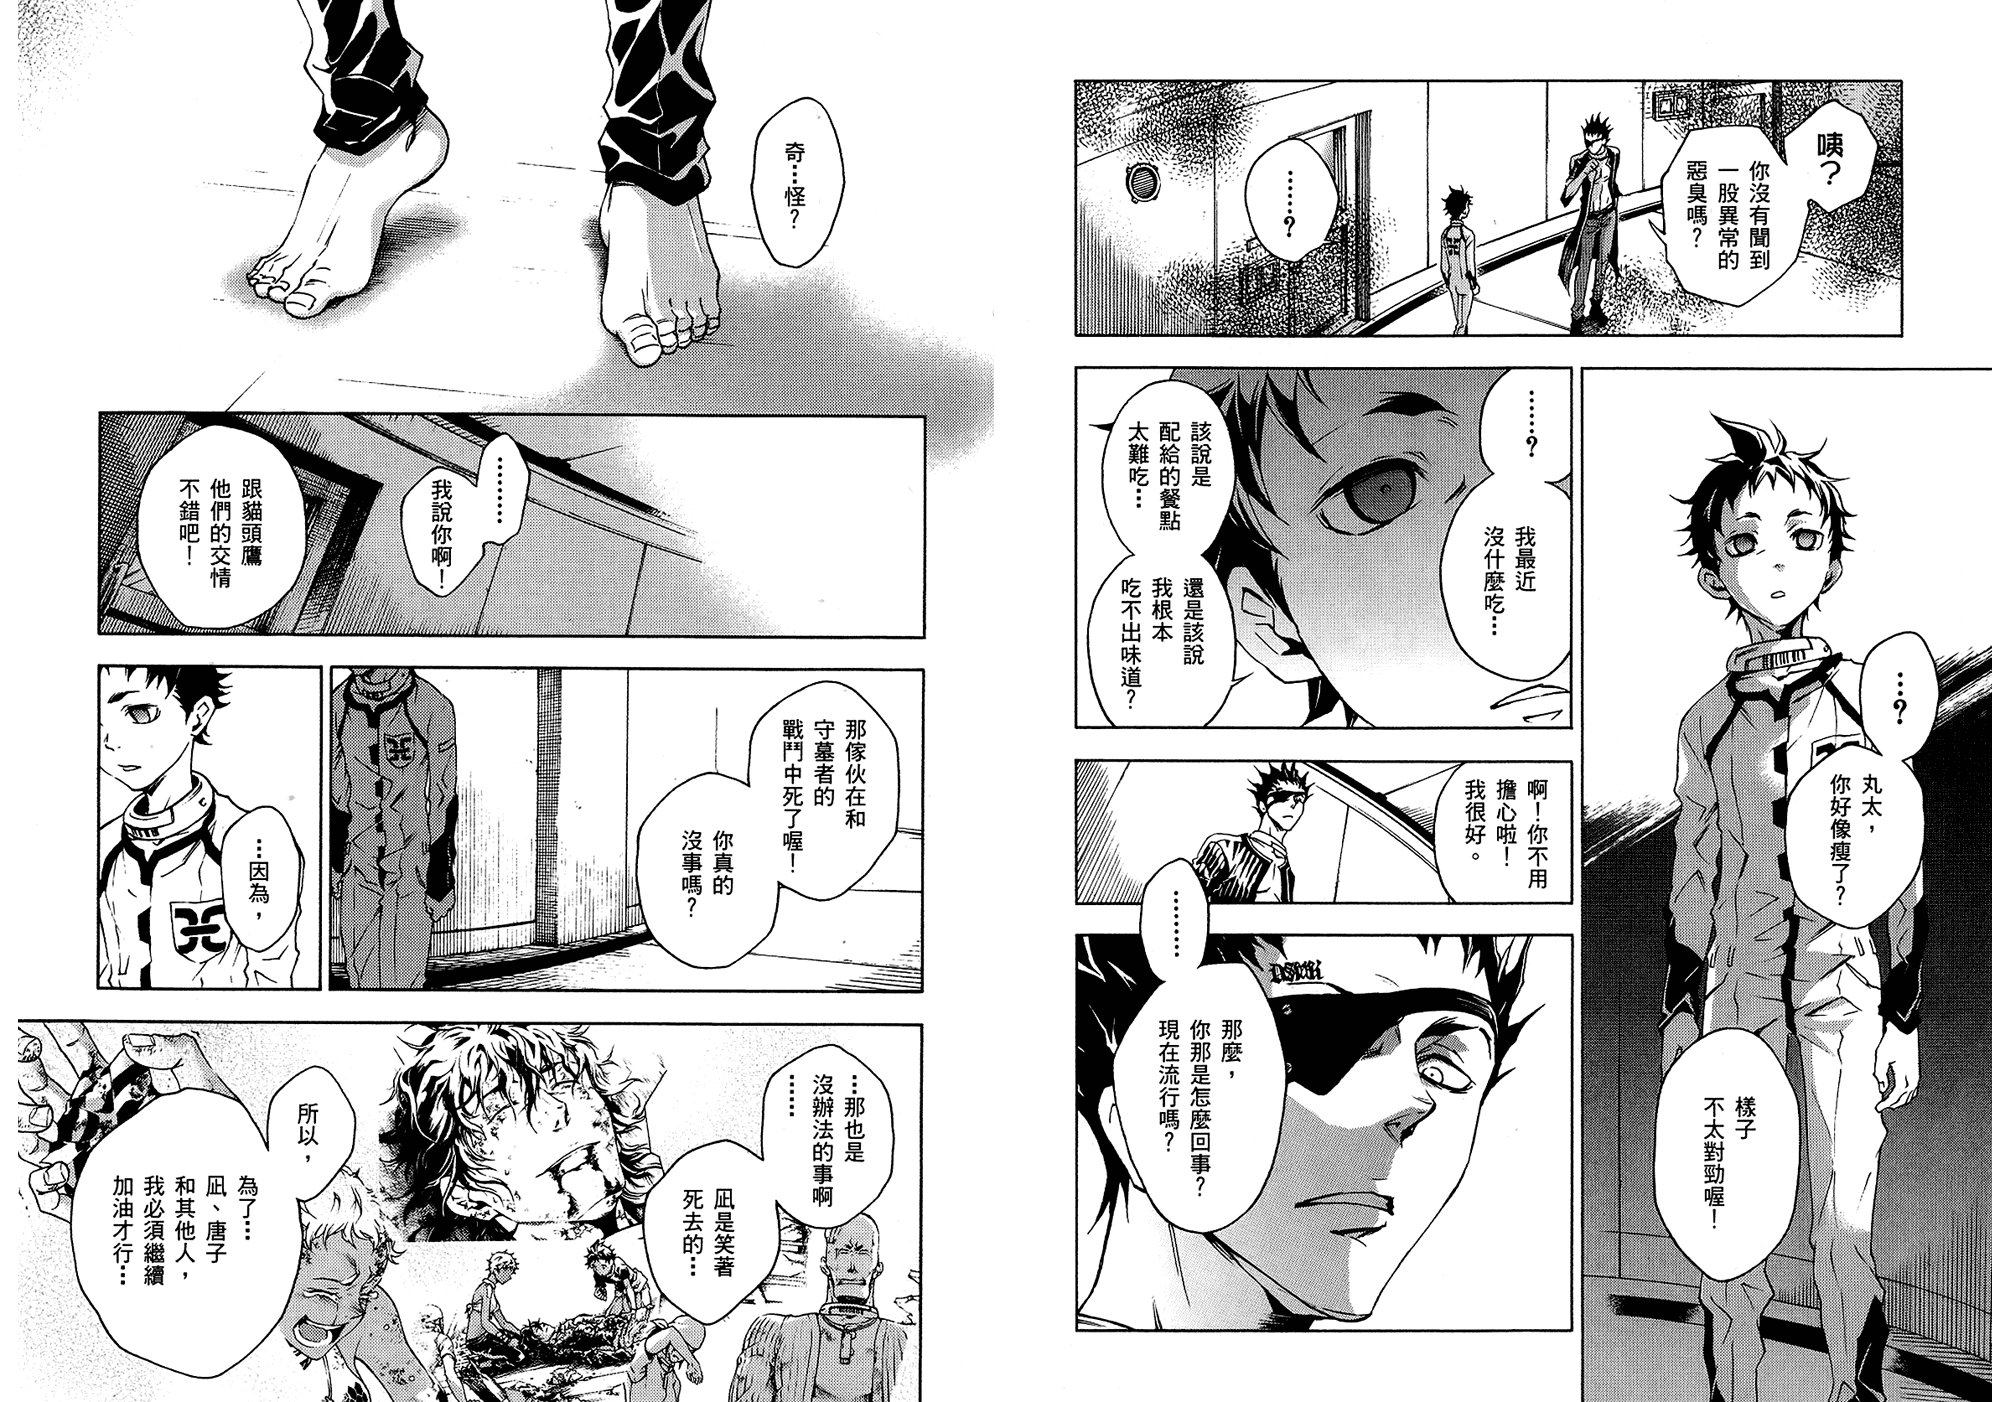 咦?
你沒有聞到
一股異常的
惡臭嗎?
……?
……?
丸太，
你好像瘦了?
樣子
不太對勁喔!
……?
我最近
沒什麼吃…
該說是
配給的餐點
太難吃…
還是該說
我根本
吃不出味道?
啊!你不用
擔心啦!
我很好。
………
那麼，
你那是怎麼回事?
現在流行嗎?
奇…怪?
………
我說你啊!
跟貓頭鷹
他們的交情
不錯吧!
那傢伙在和
守墓者的
戰鬥中死了喔!
你真的
沒事嗎?
…因為，
…那也是
沒辦法的事啊
……
凪是笑著
死去的…
所以，
為了…
凪、唐子
和其他人，
我必須繼續
加油才行…